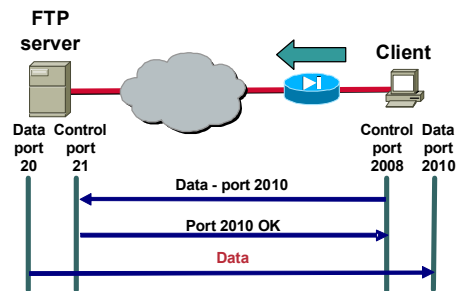 FTP
server
Client
Data
port
20
Control
port
21
Control
port
2008
Data
port
2010
Data - port 2010
Port 2010 OK
Data